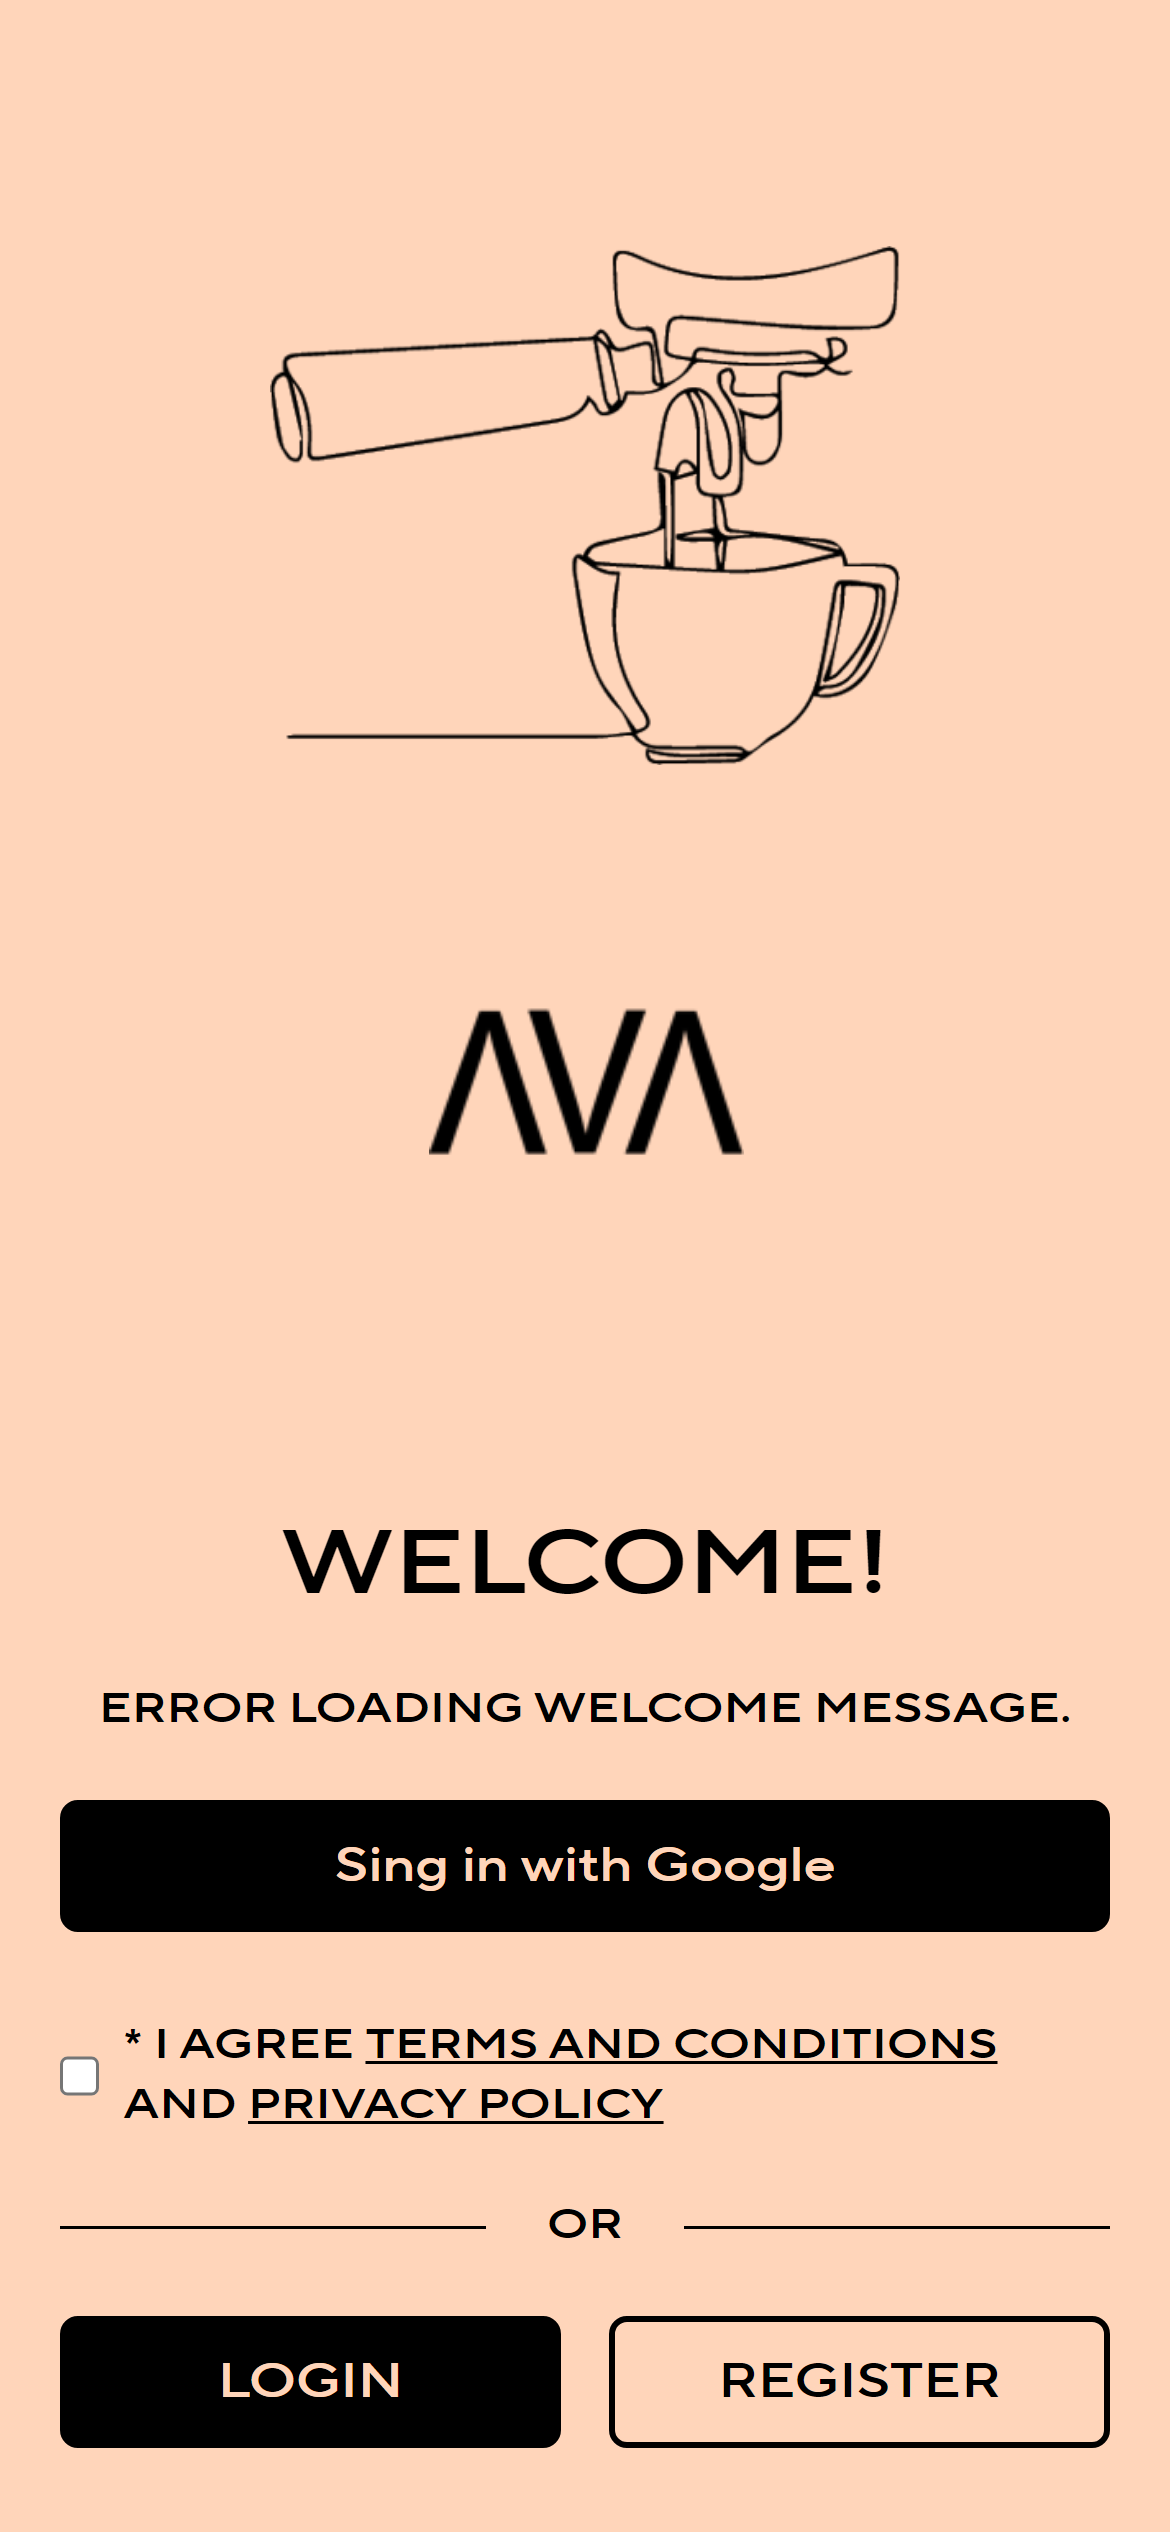 AVA
WELCOME!
ERROR LOADING WELCOME MESSAGE.
Sing in with Google
* I AGREE TERMS AND CONDITIONS
AND PRIVACY POLICY
OR
LOGIN
REGISTER